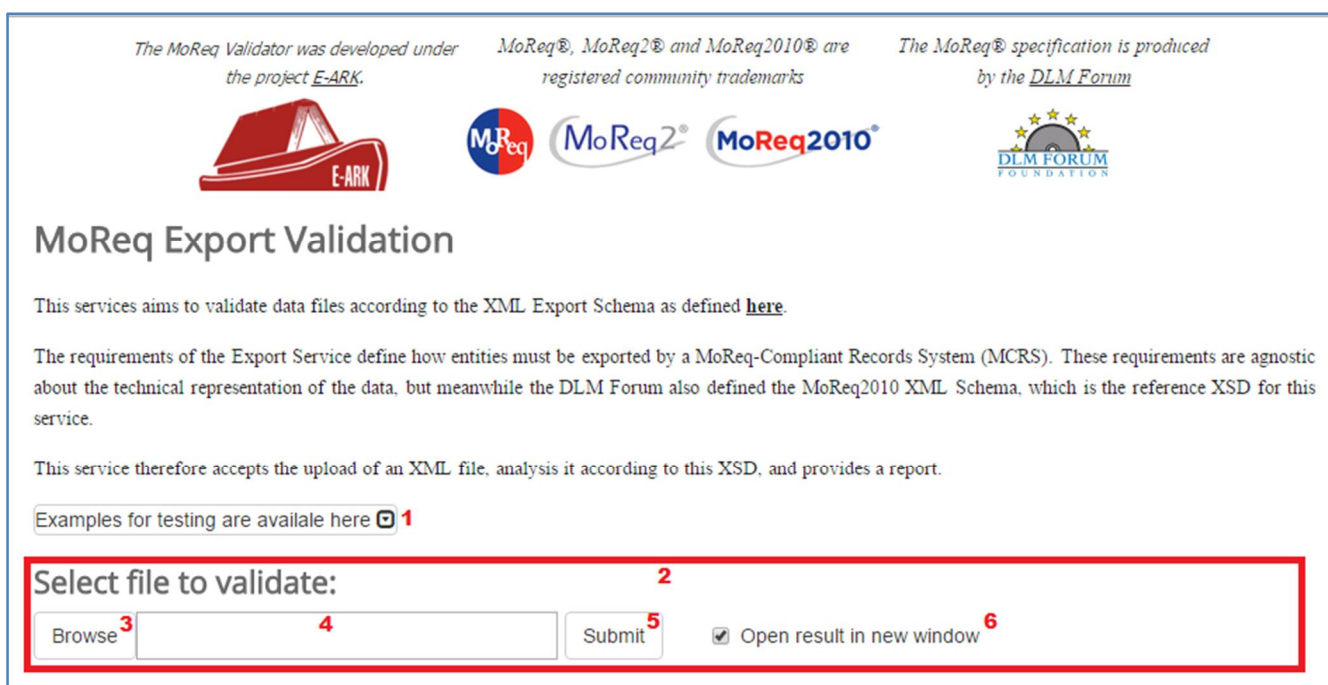 The MoReq Validator was developed under
the project E-ARK.
MoReq®, MoReq2® and MoReq2010® are
registered community trademarks
The MoReq® specification is produced
by the DLM Forum
E-ARK
MoReq
MoReq2®
MoReq2010®
DLM FORUM
FOUNDATION
MoReq Export Validation
This services aims to validate data files according to the XML Export Schema as defined here.
The requirements of the Export Service define how entities must be exported by a MoReq-Compliant Records System (MCRS). These requirements are agnostic
about the technical representation of the data, but meanwhile the DLM Forum also defined the MoReq2010 XML Schema, which is the reference XSD for this
service.
This service therefore accepts the upload of an XML file, analysis it according to this XSD, and provides a report.
Examples for testing are availale here 1
Select file to validate: 2
Browse 3 4 Submit 5 Open result in new window 6